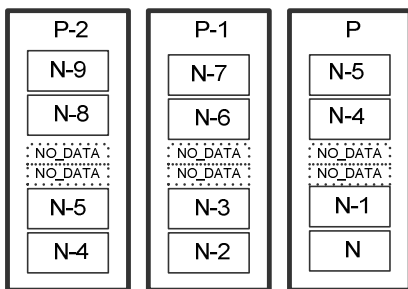 P-2
N-9
N-8
NO_DATA
NO_DATA
N-5
N-4
P-1
N-7
N-6
NO_DATA
NO_DATA
N-3
N-2
P
N-5
N-4
NO_DATA
NO_DATA
N-1
N